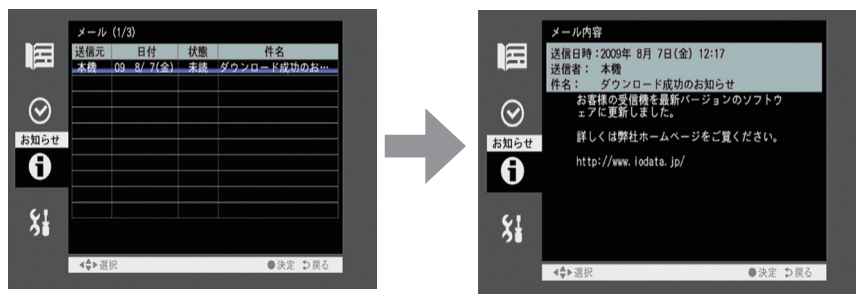 メール (1/3)
送信元 日付 状態 件名
本機 09 8/ 7(金) 未読 ダウンロード成功のお…
お知らせ
選択 決定 戻る
メール内容
送信日時:2009年 8月 7日(金) 12:17
送信者: 本機
件名: ダウンロード成功のお知らせ
お客様の受信機を最新バージョンのソフトウ
ェアに更新しました。
詳しくは弊社ホームページをご覧ください。
http://www.iodata.jp/
お知らせ
選択 決定 戻る